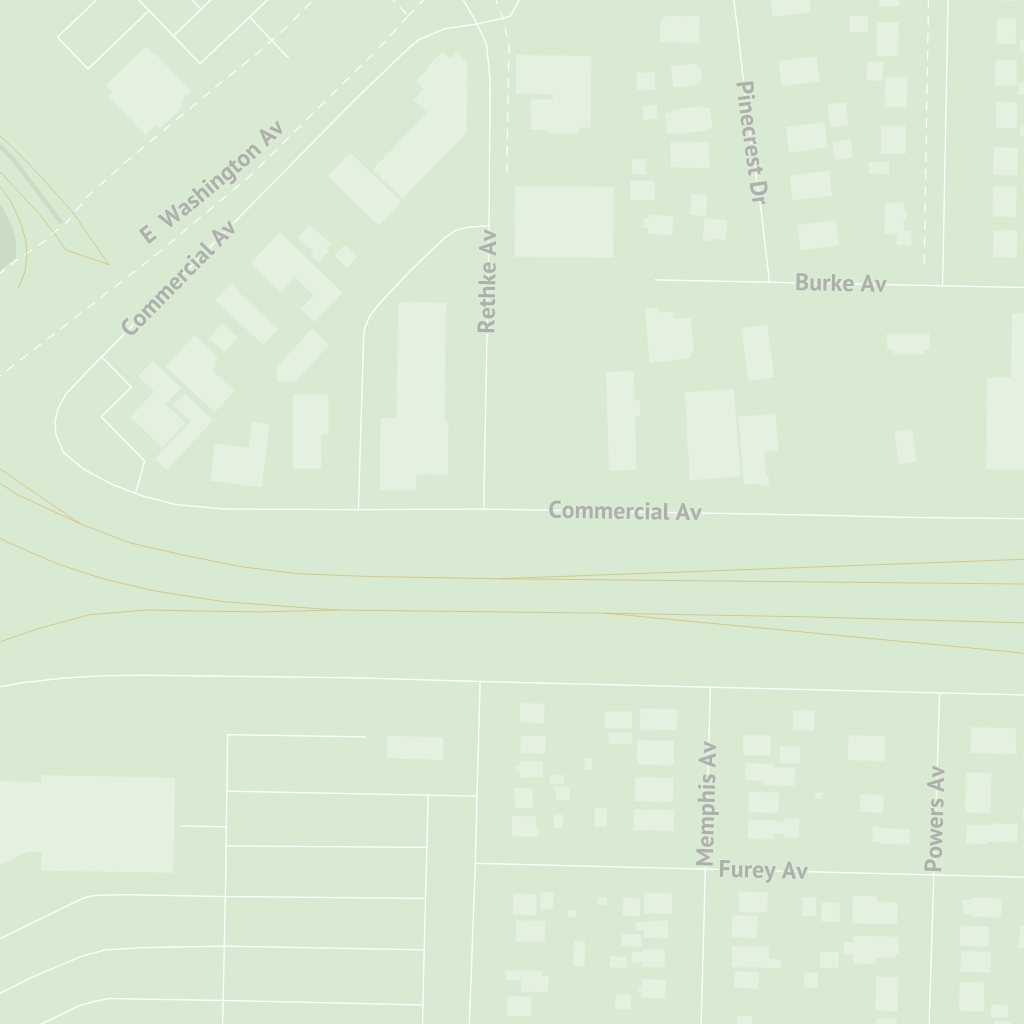 Pinecrest Dr
E Washington Av
Commercial Av
Rethke Av
Burke Av
Commercial Av
Memphis Av
Powers Av
Furey Av